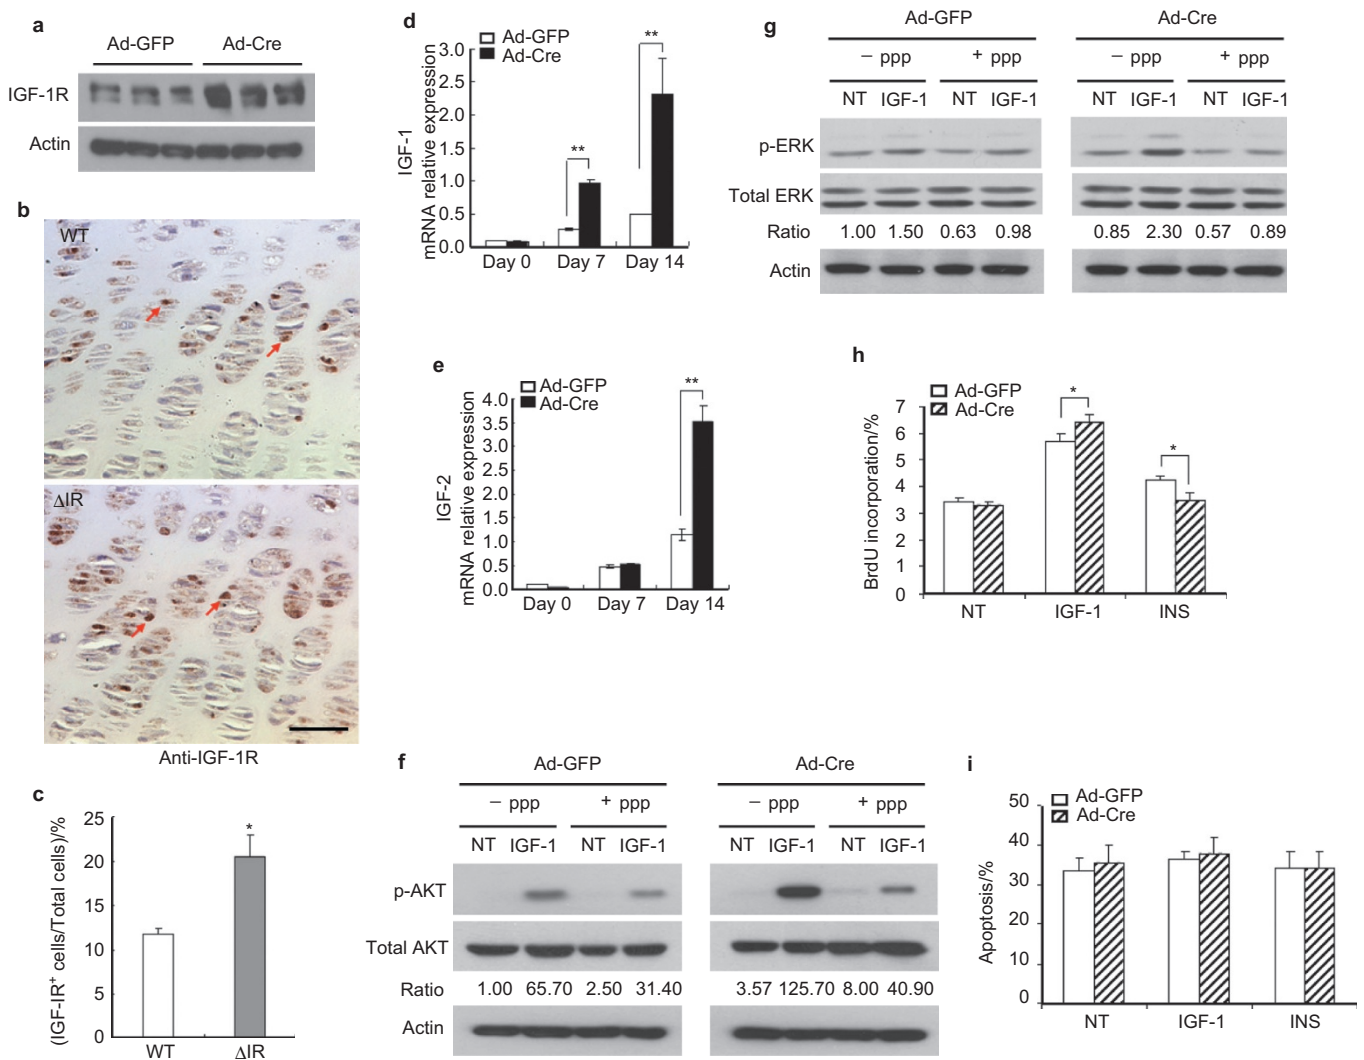 a
Ad-GFP Ad-Cre
IGF-1R
Actin
b
WT
ΔIR
Anti-IGF-1R
c
(IGF-IR⁺ cells/Total cells)/%
25
20
15
10
5
0
*
WT ΔIR
d
Ad-GFP
Ad-Cre
IGF-1
mRNA relative expression
3.0
2.5
2.0
1.5
1.0
0.5
0.0
**
**
Day 0 Day 7 Day 14
e
Ad-GFP
Ad-Cre
IGF-2
mRNA relative expression
4.0
3.5
3.0
2.5
2.0
1.5
1.0
0.5
0.0
**
Day 0 Day 7 Day 14
f
Ad-GFP Ad-Cre
− ppp + ppp − ppp + ppp
NT IGF-1 NT IGF-1 NT IGF-1 NT IGF-1
p-AKT
Total AKT
Ratio 1.00 65.70 2.50 31.40 3.57 125.70 8.00 40.90
Actin
g
Ad-GFP Ad-Cre
− ppp + ppp − ppp + ppp
NT IGF-1 NT IGF-1 NT IGF-1 NT IGF-1
p-ERK
Total ERK
Ratio 1.00 1.50 0.63 0.98 0.85 2.30 0.57 0.89
Actin
h
Ad-GFP
Ad-Cre
BrdU incorporation/%
7
6
5
4
3
2
1
0
*
*
NT IGF-1 INS
i
Ad-GFP
Ad-Cre
Apoptosis/%
50
40
30
20
10
0
NT IGF-1 INS